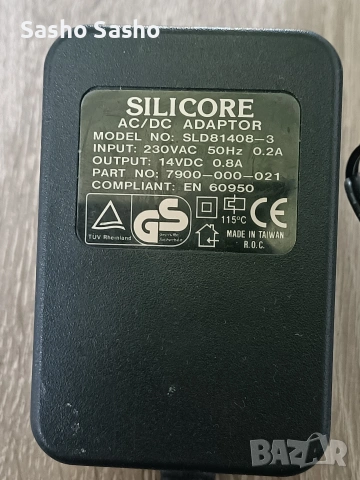 Sasho Sasho
SILICORE
AC/DC ADAPTOR
MODEL NO: SLD81408-3
INPUT: 230VAC 50Hz 0.2A
OUTPUT: 14VDC 0.8A
PART NO: 7900-000-021
COMPLIANT: EN 60950
TUV Rheinland
GS
115°C
CE
MADE IN TAIWAN
R.O.C.
BAZAR